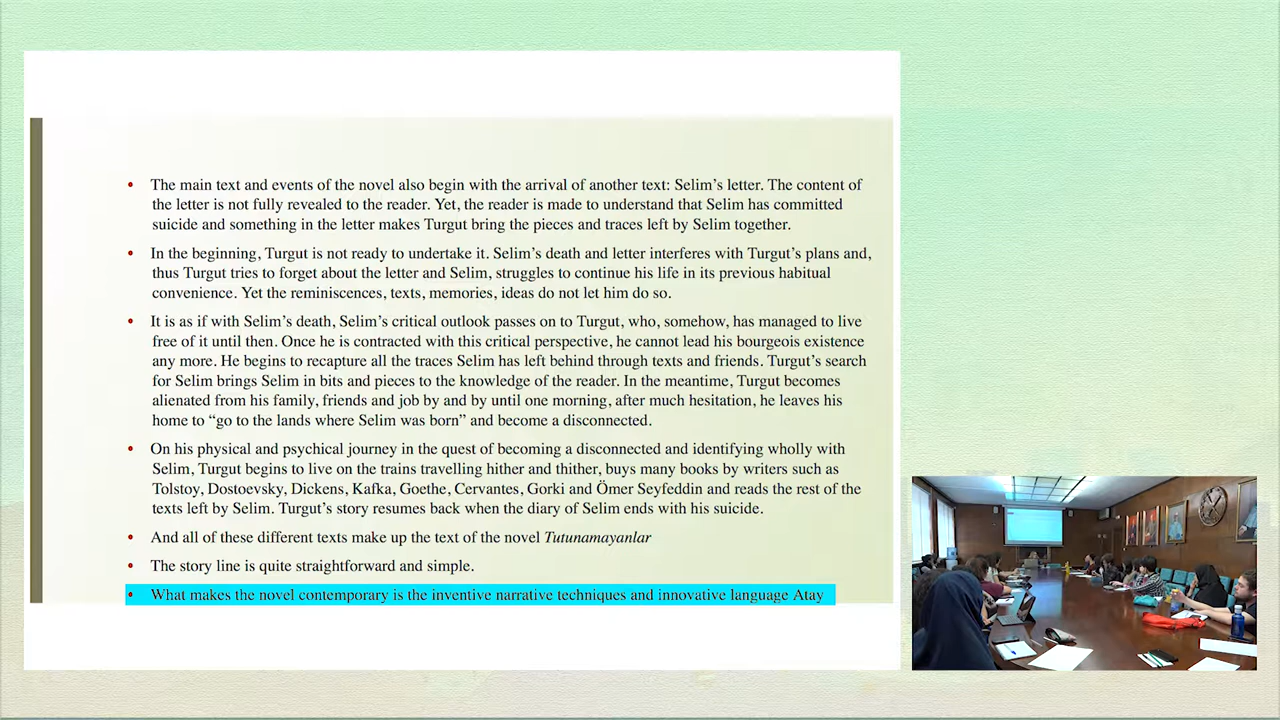 • The main text and events of the novel also begin with the arrival of another text: Selim’s letter. The content of
the letter is not fully revealed to the reader. Yet, the reader is made to understand that Selim has committed
suicide and something in the letter makes Turgut bring the pieces and traces left by Selim together.
• In the beginning, Turgut is not ready to undertake it. Selim’s death and letter interferes with Turgut’s plans and,
thus Turgut tries to forget about the letter and Selim, struggles to continue his life in its previous habitual
convenience. Yet the reminiscences, texts, memories, ideas do not let him do so.
• It is as if with Selim’s death, Selim’s critical outlook passes on to Turgut, who, somehow, has managed to live
free of it until then. Once he is contracted with this critical perspective, he cannot lead his bourgeois existence
any more. He begins to recapture all the traces Selim has left behind through texts and friends. Turgut’s search
for Selim brings Selim in bits and pieces to the knowledge of the reader. In the meantime, Turgut becomes
alienated from his family, friends and job by and by until one morning, after much hesitation, he leaves his
home to “go to the lands where Selim was born” and become a disconnected.
• On his physical and psychical journey in the quest of becoming a disconnected and identifying wholly with
Selim, Turgut begins to live on the trains travelling hither and thither, buys many books by writers such as
Tolstoy, Dostoevsky, Dickens, Kafka, Goethe, Cervantes, Gorki and Ömer Seyfeddin and reads the rest of the
texts left by Selim. Turgut’s story resumes back when the diary of Selim ends with his suicide.
• And all of these different texts make up the text of the novel Tutunamayanlar
• The story line is quite straightforward and simple.
• What makes the novel contemporary is the inventive narrative techniques and innovative language Atay